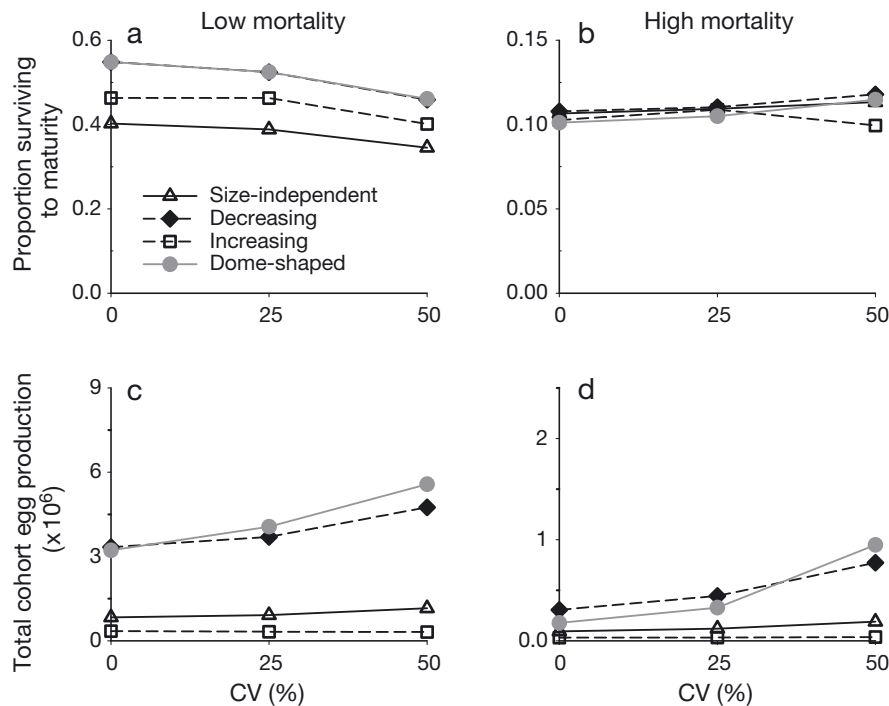 Low mortality
High mortality
a
b
Proportion surviving
to maturity
0.6
0.4
0.2
0.0
0
25
50
Size-independent
Decreasing
Increasing
Dome-shaped
0.15
0.10
0.05
0.00
0
25
50
c
d
Total cohort egg production
(x10⁶)
9
6
3
0
0
25
50
CV (%)
2
1
0.0
0
25
50
CV (%)